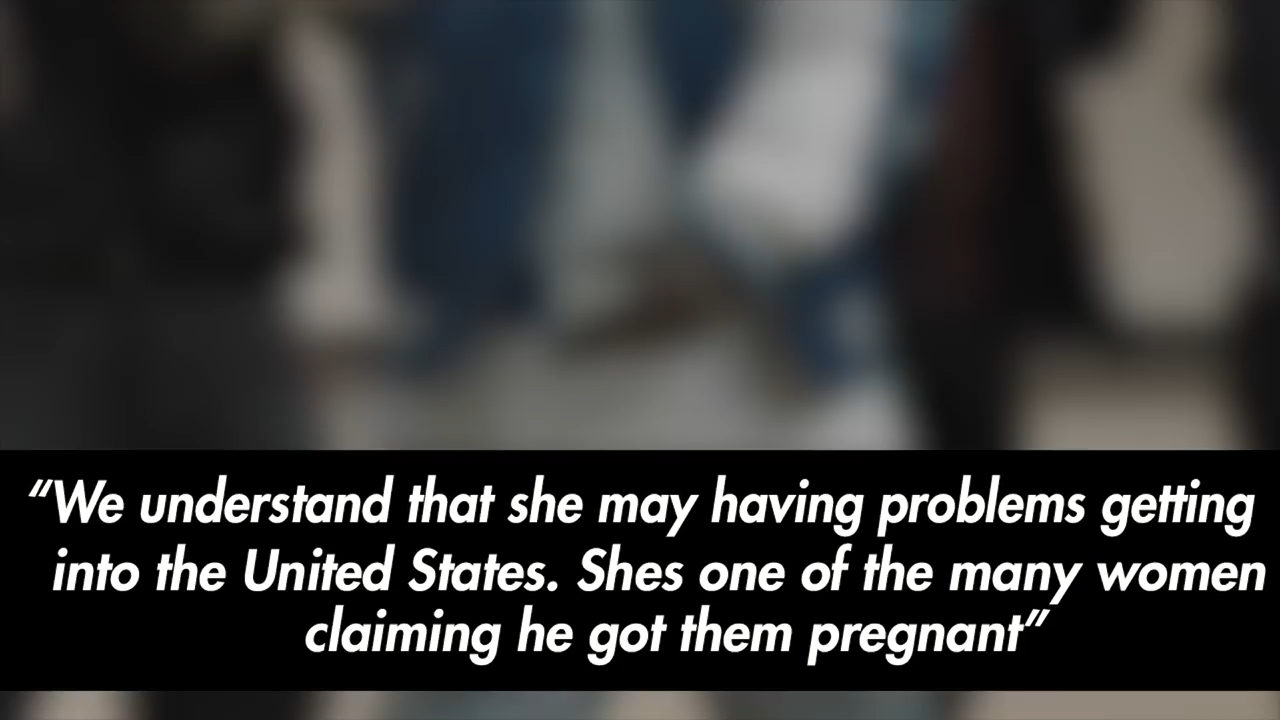 “We understand that she may having problems getting
into the United States. Shes one of the many women
claiming he got them pregnant”